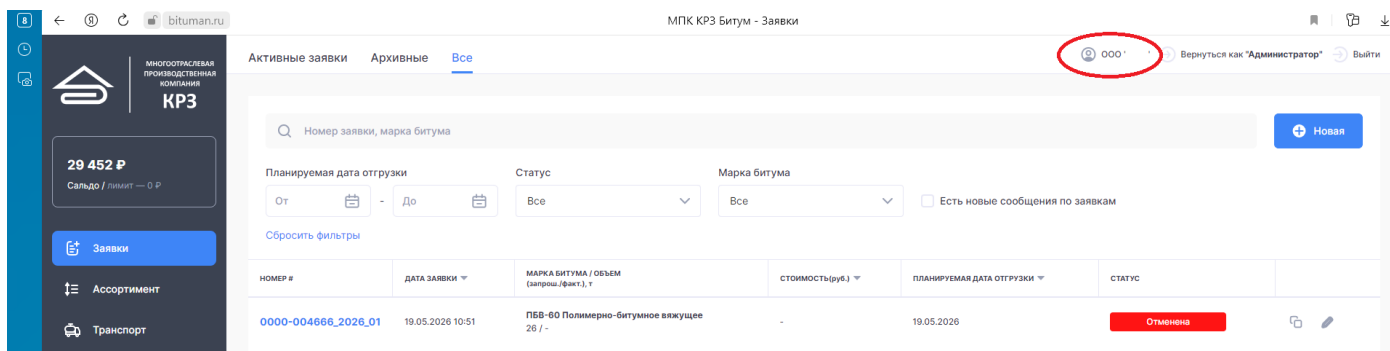 8
Я
bituman.ru
МПК КРЗ Битум - Заявки
МНОГООТРАСЛЕВАЯ
ПРОИЗВОДСТВЕННАЯ
КОМПАНИЯ
КРЗ
Активные заявки Архивные Все
ООО '
Вернуться как "Администратор"
Выйти
Номер заявки, марка битума
Новая
29 452 ₽
Сальдо / лимит — 0 ₽
Планируемая дата отгрузки Статус Марка битума
От - До Все Все Есть новые сообщения по заявкам
Сбросить фильтры
Заявки
Ассортимент
Транспорт
НОМЕР # ДАТА ЗАЯВКИ МАРКА БИТУМА / ОБЪЕМ СТОИМОСТЬ(руб.) ПЛАНИРУЕМАЯ ДАТА ОТГРУЗКИ СТАТУС
(запрош./факт.), т
0000-004666_2026_01 19.05.2026 10:51 ПБВ-60 Полимерно-битумное вяжущее - 19.05.2026 Отменена
26 / -